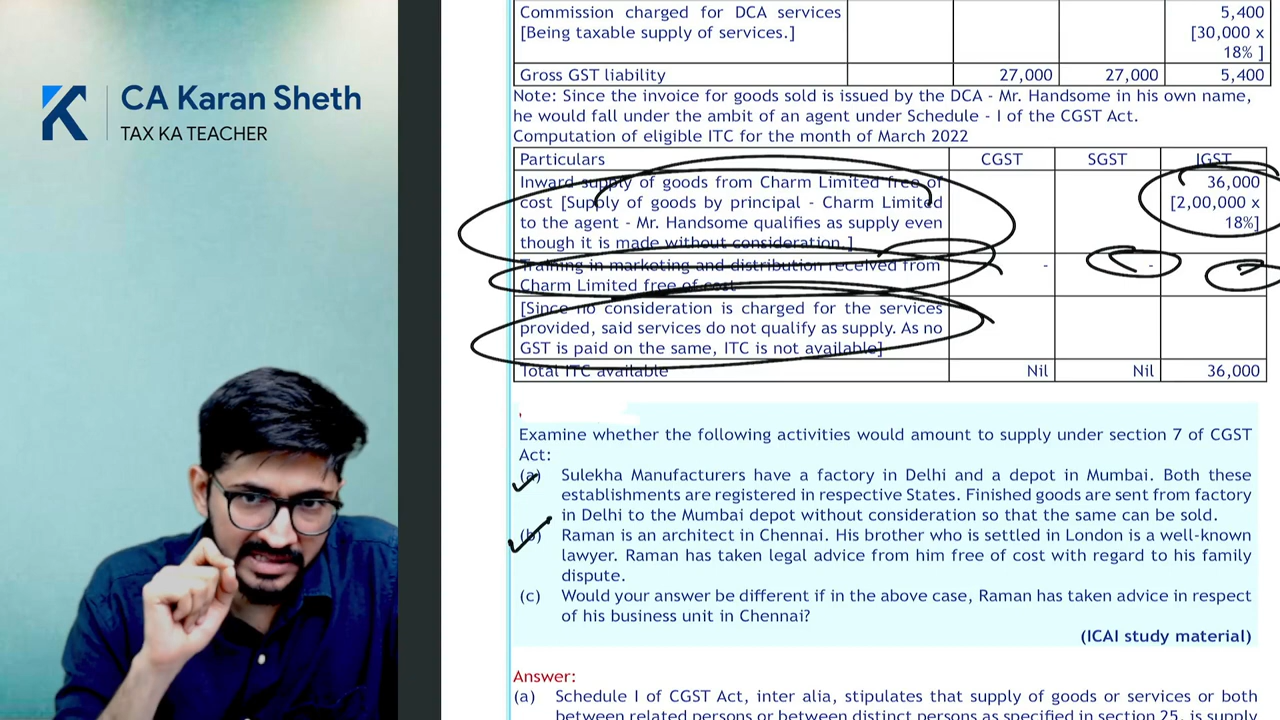 CA Karan Sheth
TAX KA TEACHER
Commission charged for DCA services 5,400
[Being taxable supply of services.] [30,000 x
18% ]
Gross GST liability 27,000 27,000 5,400
Note: Since the invoice for goods sold is issued by the DCA - Mr. Handsome in his own name,
he would fall under the ambit of an agent under Schedule - I of the CGST Act.
Computation of eligible ITC for the month of March 2022
Particulars CGST SGST IGST
Inward supply of goods from Charm Limited free of 36,000
cost [Supply of goods by principal - Charm Limited [2,00,000 x
to the agent - Mr. Handsome qualifies as supply even 18%]
though it is made without consideration.]
Training in marketing and distribution received from - -
Charm Limited free of cost
[Since no consideration is charged for the services
provided, said services do not qualify as supply. As no
GST is paid on the same, ITC is not available]
Total ITC available Nil Nil 36,000
Examine whether the following activities would amount to supply under section 7 of CGST
Act:
(a) Sulekha Manufacturers have a factory in Delhi and a depot in Mumbai. Both these
establishments are registered in respective States. Finished goods are sent from factory
in Delhi to the Mumbai depot without consideration so that the same can be sold.
(b) Raman is an architect in Chennai. His brother who is settled in London is a well-known
lawyer. Raman has taken legal advice from him free of cost with regard to his family
dispute.
(c) Would your answer be different if in the above case, Raman has taken advice in respect
of his business unit in Chennai?
(ICAI study material)
Answer:
(a) Schedule I of CGST Act, inter alia, stipulates that supply of goods or services or both
between related persons or between distinct persons as specified in section 25, is supply